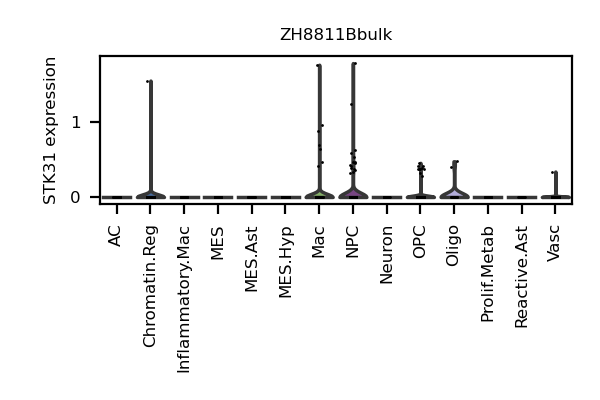 ZH8811Bbulk
STK31 expression
1
0
AC
Chromatin.Reg
Inflammatory.Mac
MES
MES.Ast
MES.Hyp
Mac
NPC
Neuron
OPC
Oligo
Prolif.Metab
Reactive.Ast
Vasc